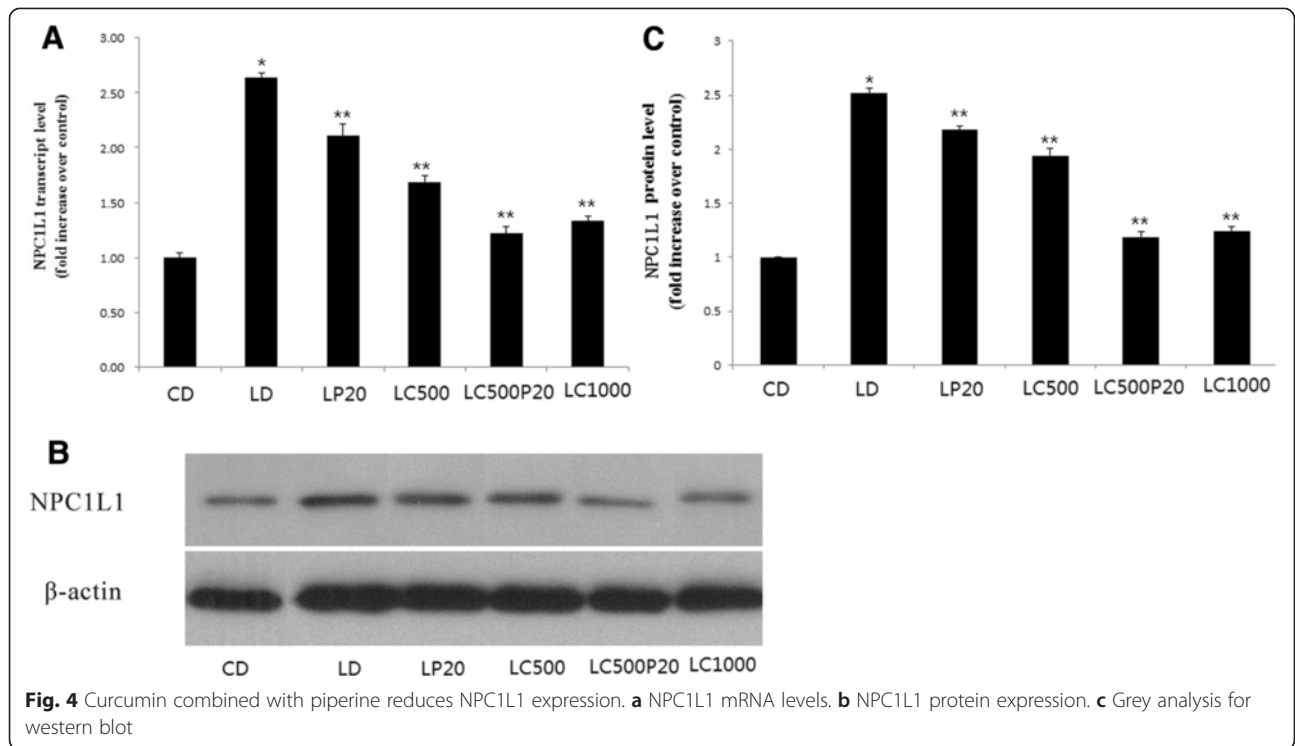 A
NPC1L1 transcript level
(fold increase over control)
3.00
2.50
2.00
1.50
1.00
0.50
0.00
*
**
**
**
**
CD LD LP20 LC500 LC500P20 LC1000
C
NPC1L1 protein level
(fold increase over control)
3
2.5
2
1.5
1
0.5
0
*
**
**
**
**
CD LD LP20 LC500 LC500P20 LC1000
B
NPC1L1
β-actin
CD LD LP20 LC500 LC500P20 LC1000
Fig. 4 Curcumin combined with piperine reduces NPC1L1 expression. a NPC1L1 mRNA levels. b NPC1L1 protein expression. c Grey analysis for
western blot